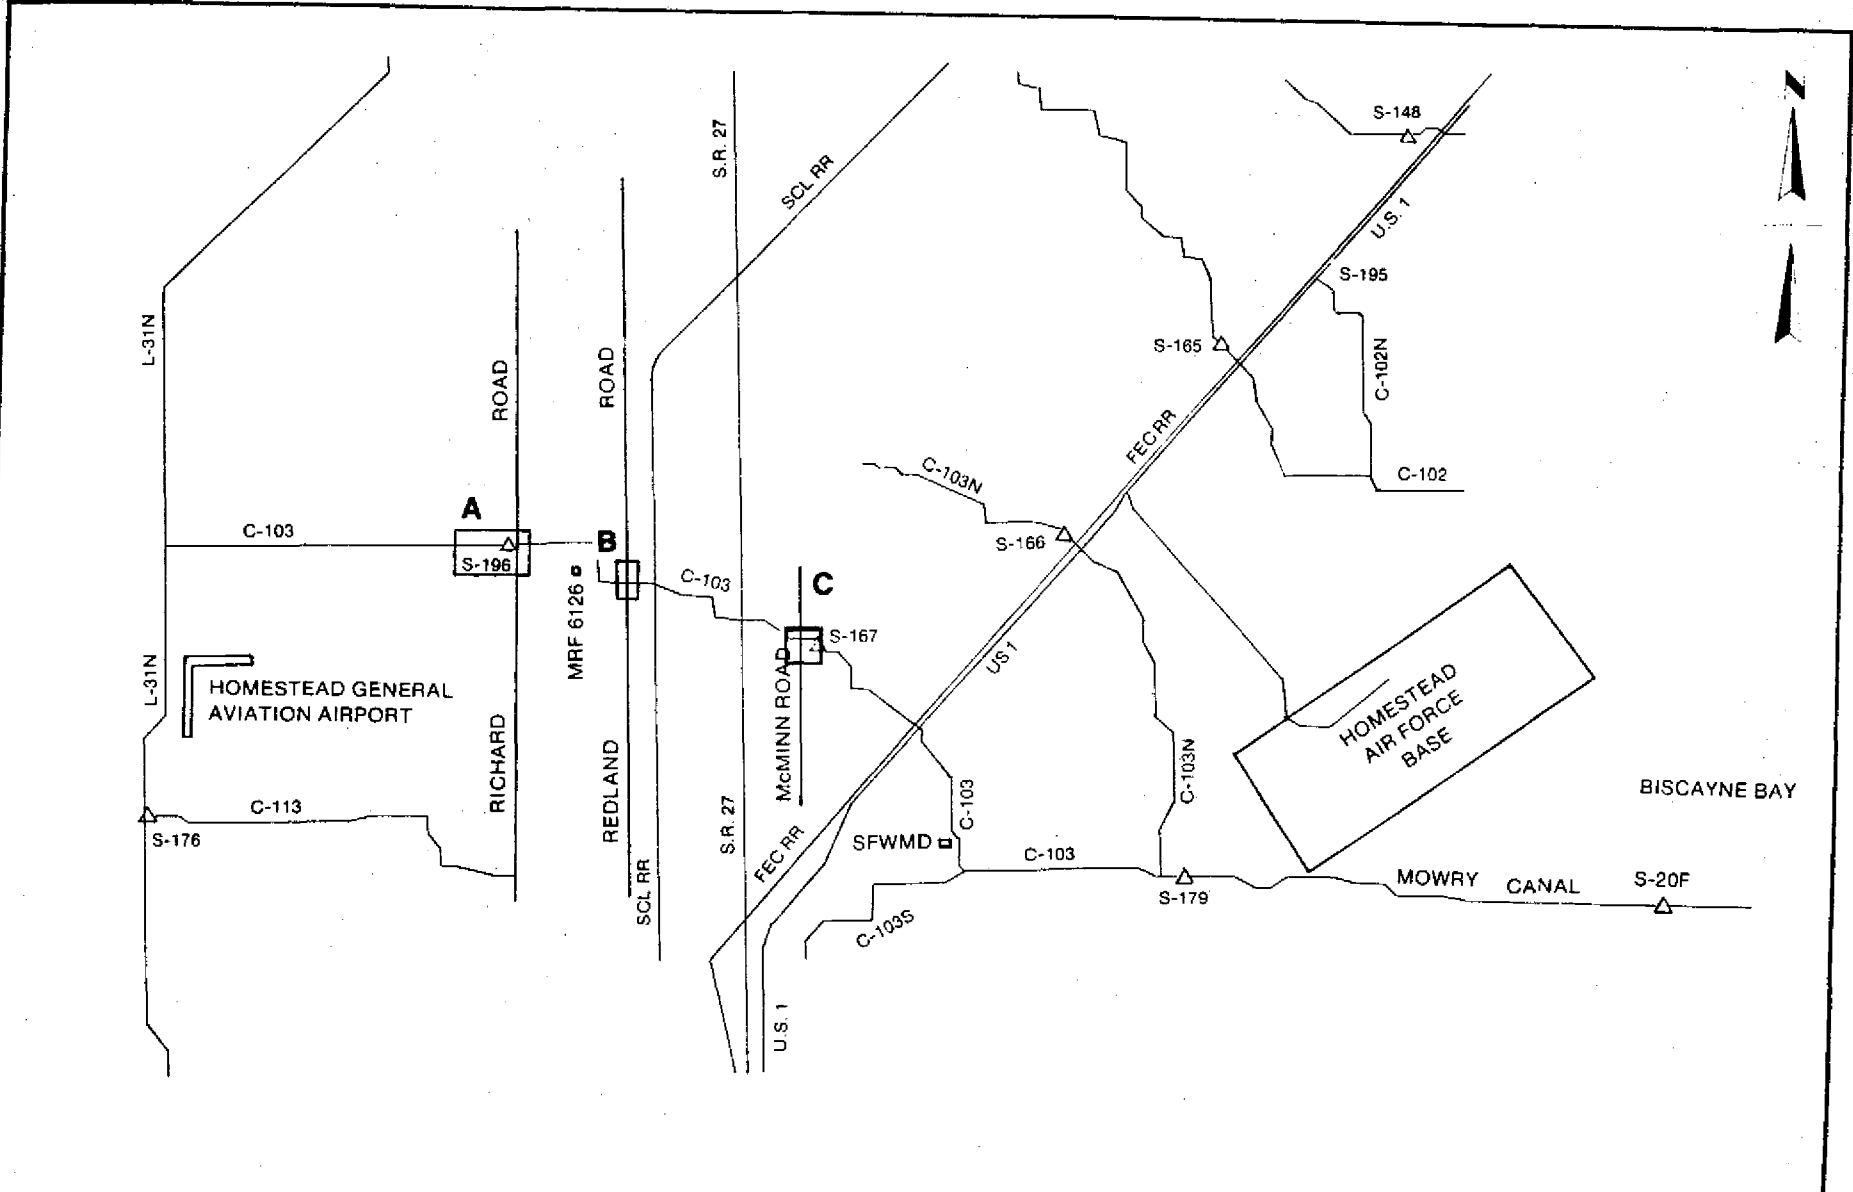 N
S-148
S.R. 27
SCL RR
U.S. 1
S-195
L-31N
S-165
C-102N
ROAD
ROAD
FEC RR
C-103N
C-102
A
C-103
S-196
B
S-166
MRF 6126
C-103
C
S-167
US 1
L-31N
HOMESTEAD GENERAL
AVIATION AIRPORT
McMINN ROAD
HOMESTEAD
AIR FORCE
BASE
RICHARD
REDLAND
C-103N
BISCAYNE BAY
C-113
S-176
S.R. 27
C-103
FEC RR
SFWMD
C-103
SCL RR
S-179
MOWRY CANAL
S-20F
C-103S
U.S. 1